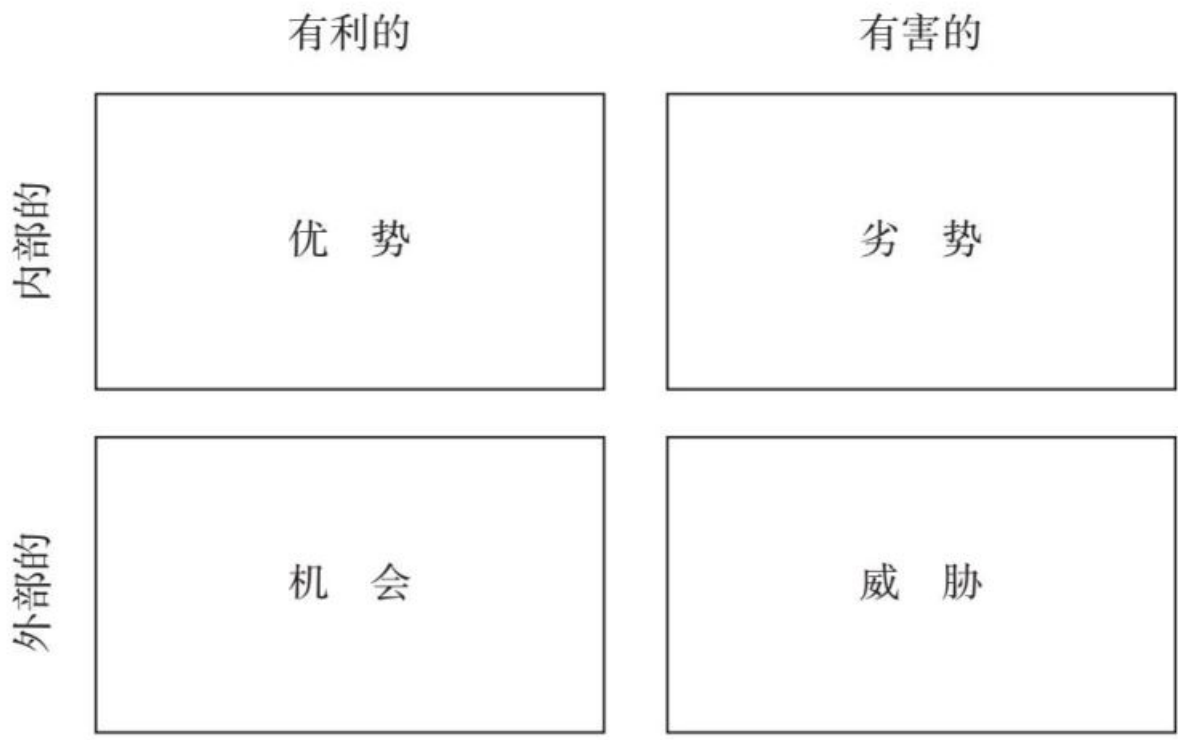 有利的 有害的
内部的 优势 劣势
外部的 机会 威胁